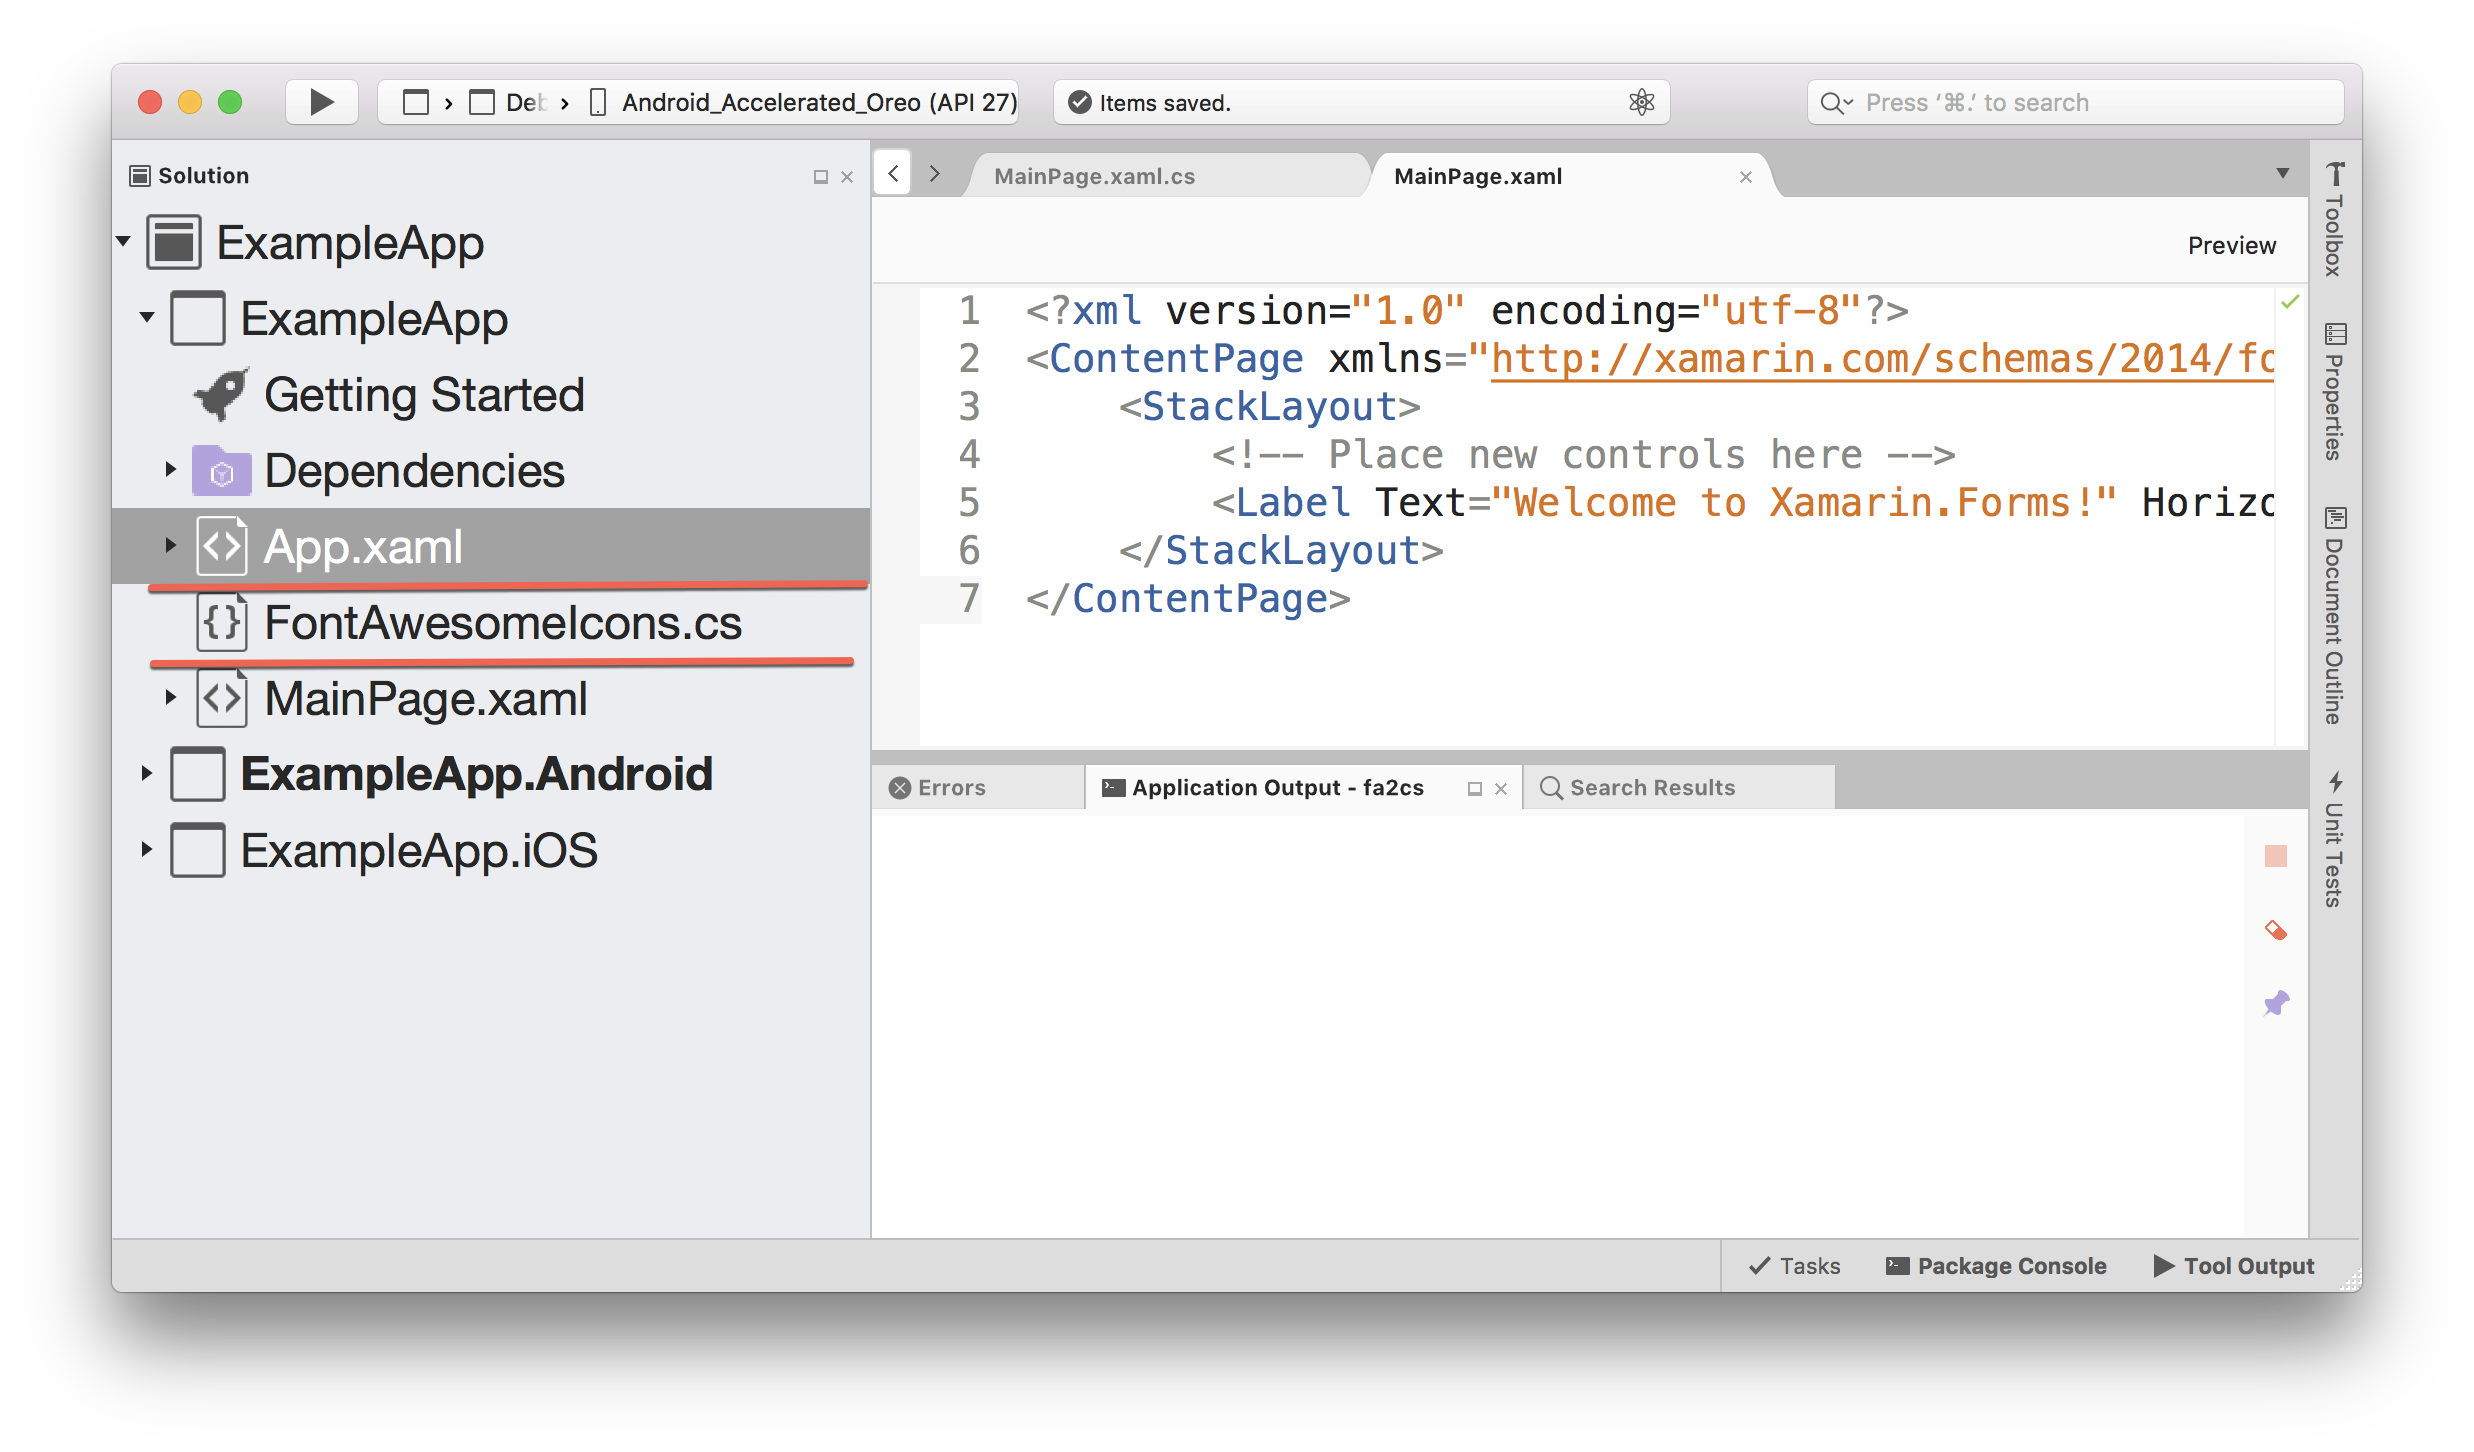 Deb
Android_Accelerated_Oreo (API 27)
Items saved.
Press ‘⌘.’ to search
Solution
ExampleApp
ExampleApp
Getting Started
Dependencies
App.xaml
FontAwesomeIcons.cs
MainPage.xaml
ExampleApp.Android
ExampleApp.iOS
MainPage.xaml.cs
MainPage.xaml
Preview
1 <?xml version="1.0" encoding="utf-8"?>
2 <ContentPage xmlns="http://xamarin.com/schemas/2014/fo
3 <StackLayout>
4 <!-- Place new controls here -->
5 <Label Text="Welcome to Xamarin.Forms!" Horizo
6 </StackLayout>
7 </ContentPage>
Errors
Application Output - fa2cs
Search Results
Toolbox
Properties
Document Outline
Unit Tests
Tasks
Package Console
Tool Output